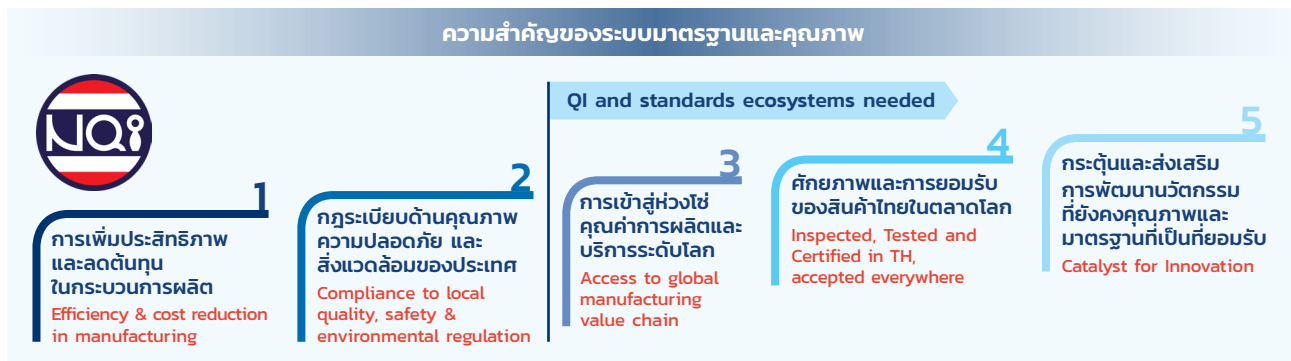 ความสำคัญของระบบมาตรฐานและคุณภาพ
NQi
QI and standards ecosystems needed
1
การเพิ่มประสิทธิภาพ
และลดต้นทุน
ในกระบวนการผลิต
Efficiency & cost reduction
in manufacturing
2
กฎระเบียบด้านคุณภาพ
ความปลอดภัย และ
สิ่งแวดล้อมของประเทศ
Compliance to local
quality, safety &
environmental regulation
3
การเข้าสู่ห่วงโซ่
คุณค่าการผลิตและ
บริการระดับโลก
Access to global
manufacturing
value chain
4
ศักยภาพและการยอมรับ
ของสินค้าไทยในตลาดโลก
Inspected, Tested and
Certified in TH,
accepted everywhere
5
กระตุ้นและส่งเสริม
การพัฒนานวัตกรรม
ที่ยังคงคุณภาพและ
มาตรฐานที่เป็นที่ยอมรับ
Catalyst for Innovation